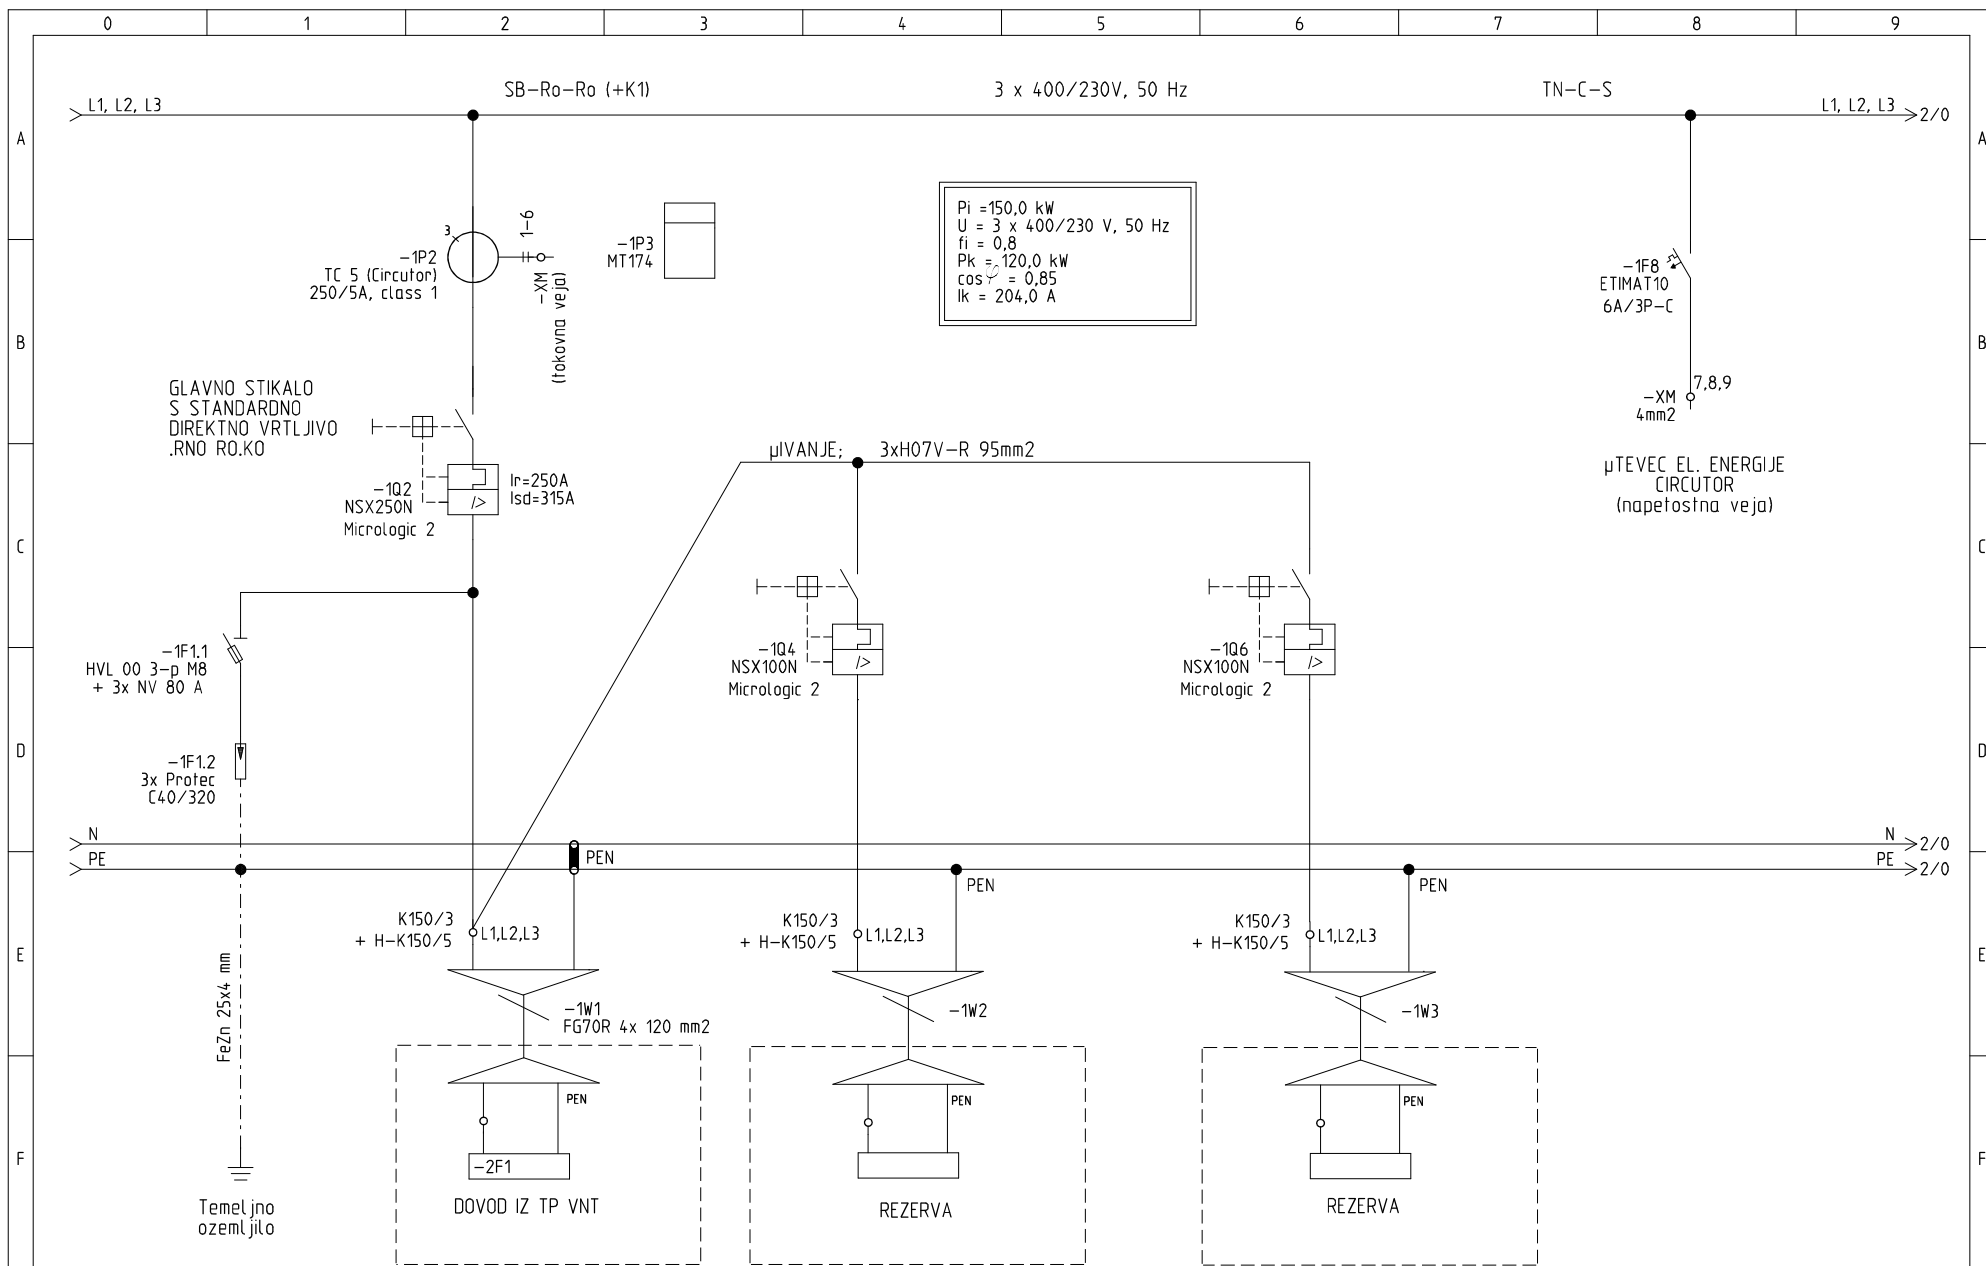 0 1 2 3 4 5 6 7 8 9
SB-Ro-Ro (+K1)
3 x 400/230V, 50 Hz
TN-C-S
L1, L2, L3
L1, L2, L3
2/0
A
A
3
1-6
-1P2
TC 5 (Circutor)
250/5A, class 1
-XM
(tokovna veja)
-1P3
MT174
Pi =150,0 kW
U = 3 x 400/230 V, 50 Hz
fi = 0,8
Pk = 120,0 kW
cosφ = 0,85
Ik = 204,0 A
-1F8
ETIMAT10
6A/3P-C
B
B
7,8,9
-XM
4mm2
GLAVNO STIKALO
S STANDARDNO
DIREKTNO VRTLJIVO
.RNO RO.KO
µIVANJE; 3xH07V-R 95mm2
µTEVEC EL. ENERGIJE
CIRCUTOR
(napetostna veja)
-1Q2
NSX250N
Micrologic 2
I>
Ir=250A
Isd=315A
C
C
-1F1.1
HVL 00 3-p M8
+ 3x NV 80 A
-1Q4
NSX100N
Micrologic 2
I>
-1Q6
NSX100N
Micrologic 2
I>
D
D
-1F1.2
3x Protec
C40/320
N
N
2/0
PE
PEN
PE
2/0
PEN
PEN
K150/3
+ H-K150/5
L1,L2,L3
K150/3
+ H-K150/5
L1,L2,L3
K150/3
+ H-K150/5
L1,L2,L3
E
E
FeZn 25x4 mm
-1W1
FG70R 4x 120 mm2
-1W2
-1W3
PEN
PEN
PEN
F
F
-2F1
Temeljno
ozemljilo
DOVOD IZ TP VNT
REZERVA
REZERVA